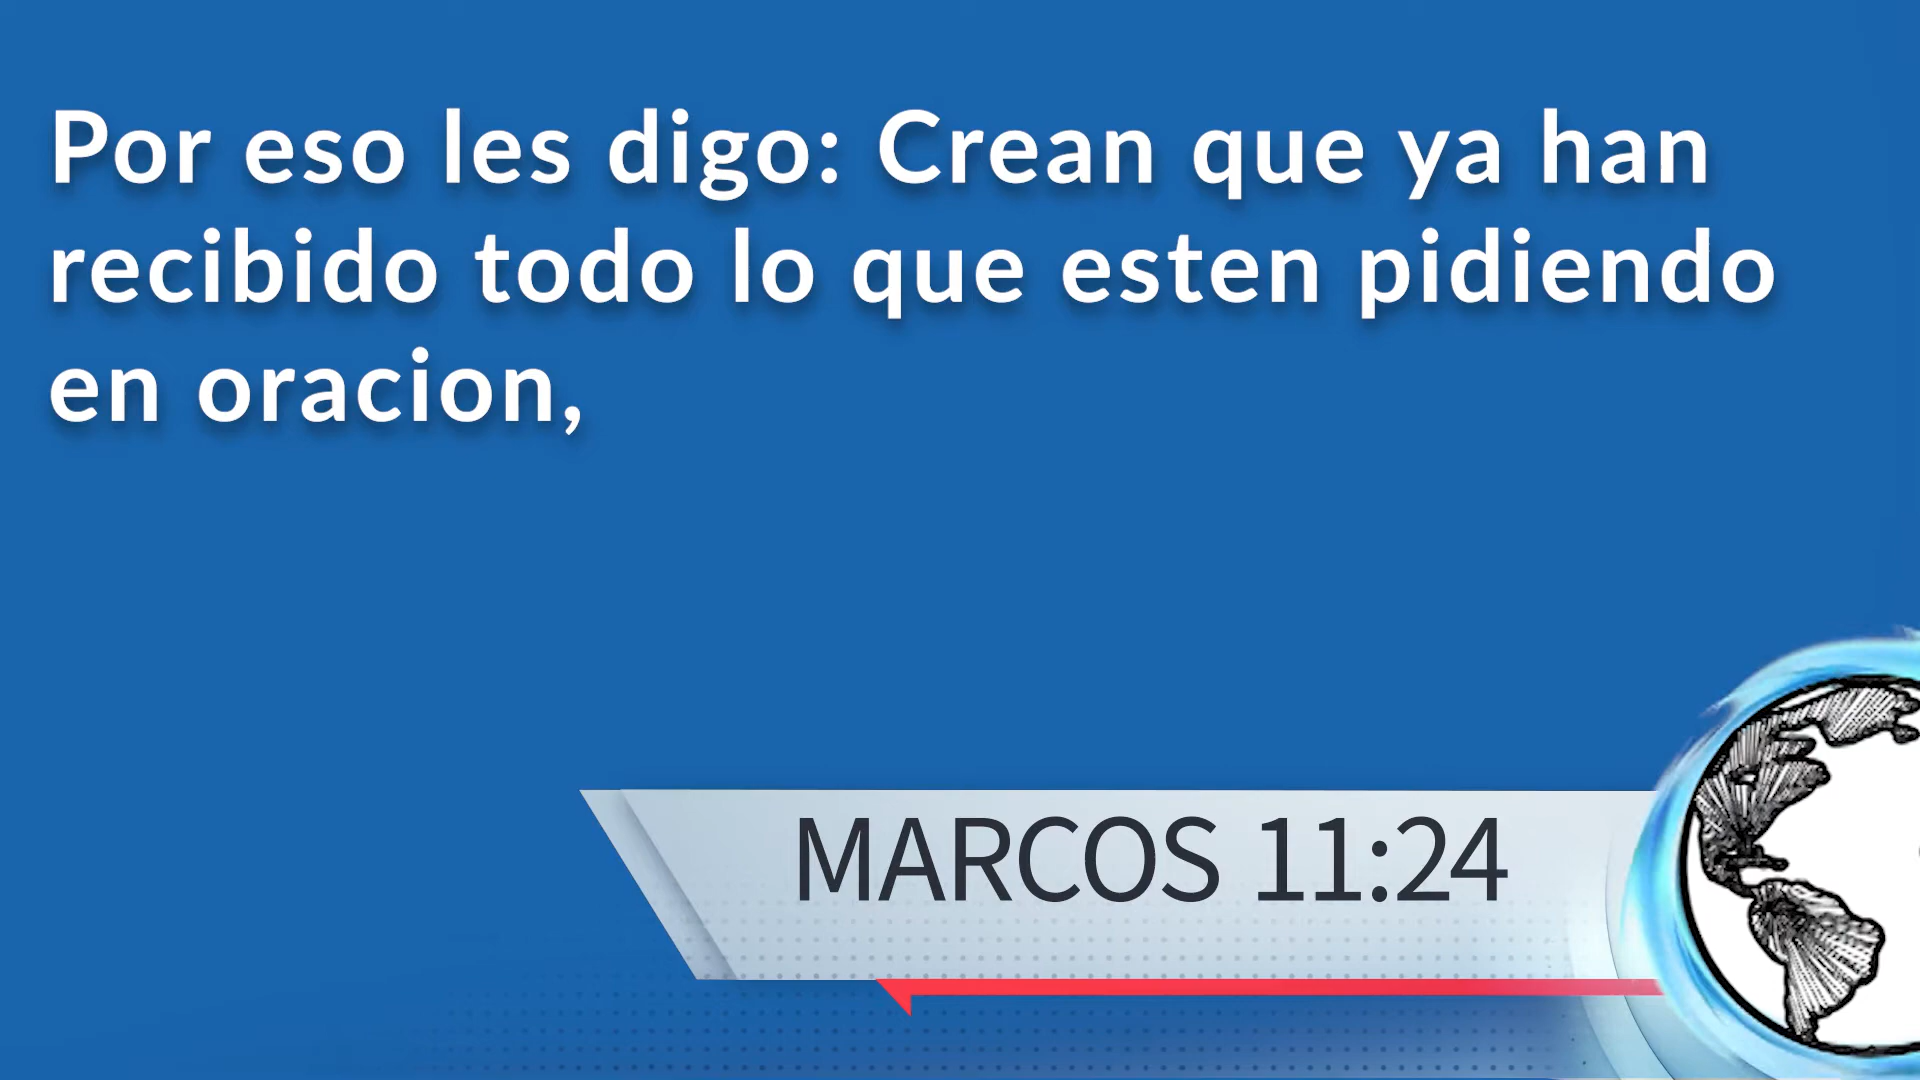 Por eso les digo: Crean que ya han
recibido todo lo que esten pidiendo
en oracion,
MARCOS 11:24